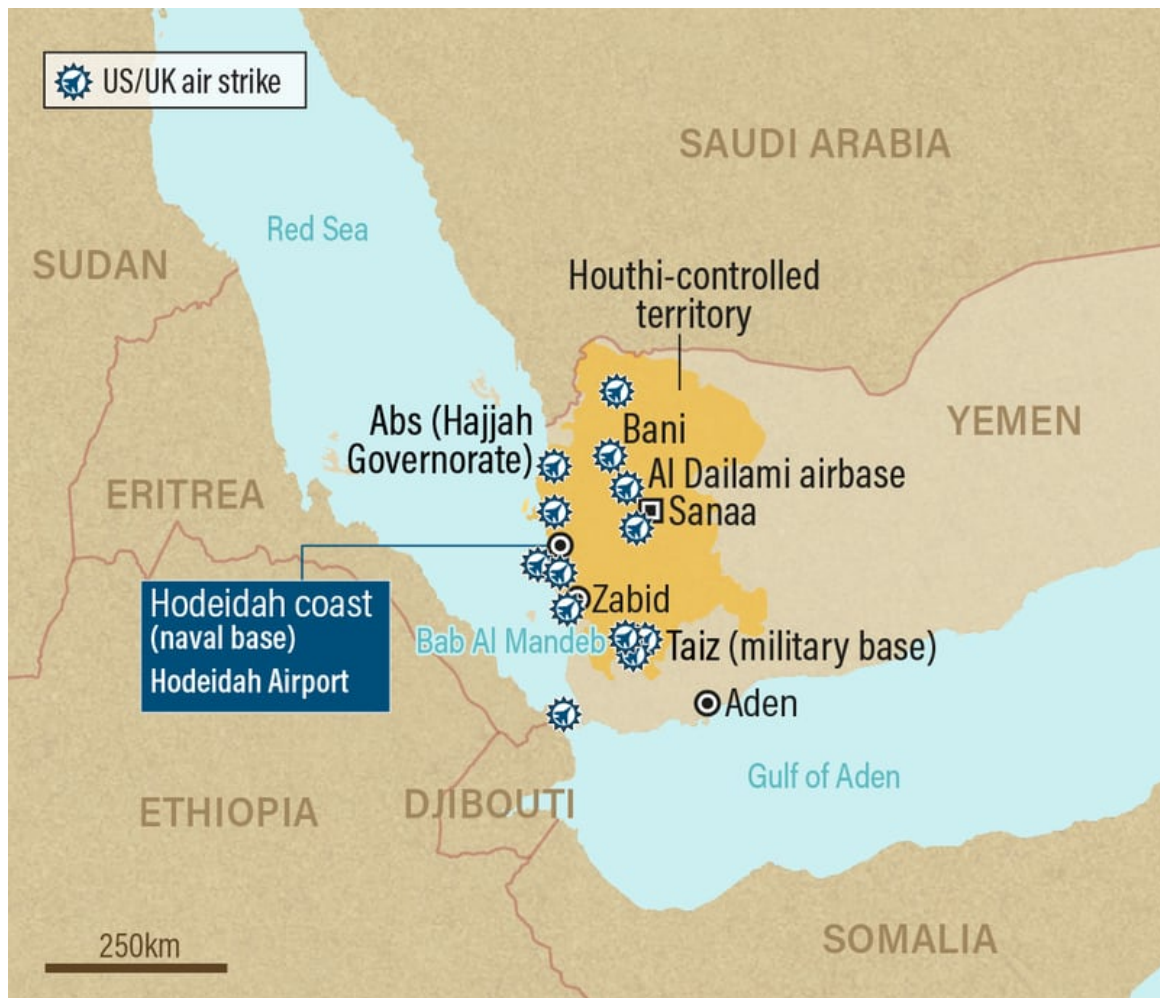 US/UK air strike
SAUDI ARABIA
Red Sea
SUDAN
Houthi-controlled
territory
Abs (Hajjah
Governorate)
Bani
YEMEN
Al Dailami airbase
ERITREA
Sanaa
Hodeidah coast
(naval base)
Hodeidah Airport
Zabid
Bab Al Mandeb
Taiz (military base)
Aden
Gulf of Aden
ETHIOPIA
DJIBOUTI
250km
SOMALIA